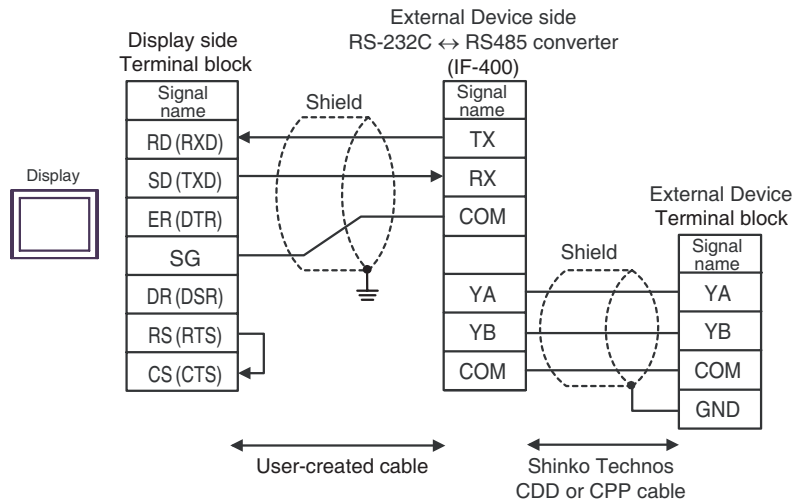 External Device side
RS-232C ↔ RS485 converter
(IF-400)
Display side
Terminal block
Signal
name
RD (RXD)
SD (TXD)
ER (DTR)
SG
DR (DSR)
RS (RTS)
CS (CTS)
Display
Shield
Signal
name
TX
RX
COM
YA
YB
COM
Shield
External Device
Terminal block
Signal
name
YA
YB
COM
GND
User-created cable
Shinko Technos
CDD or CPP cable